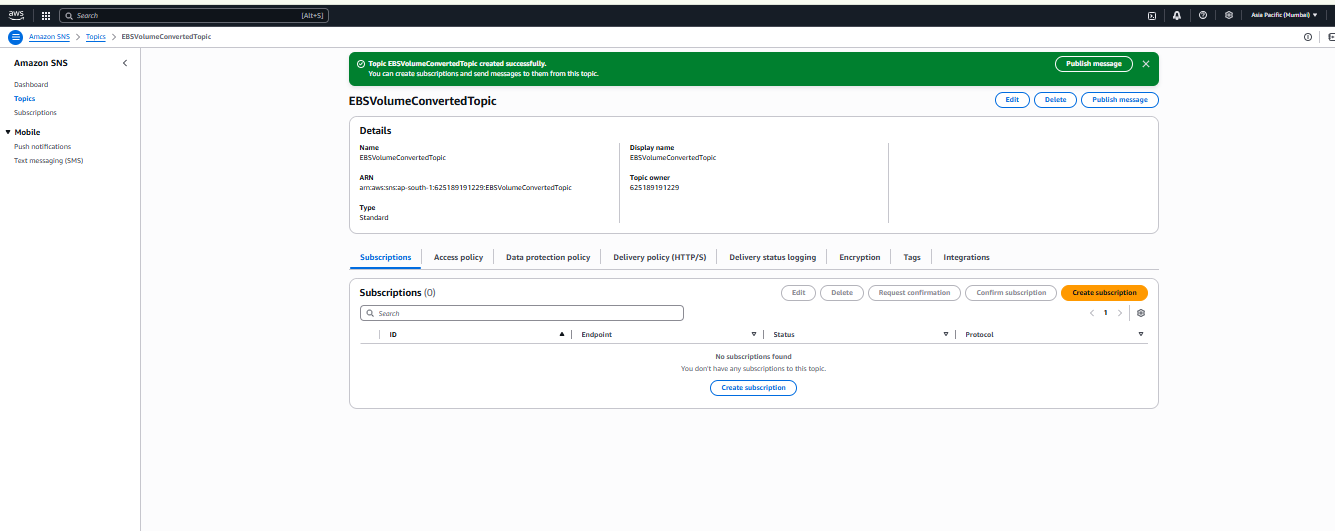 aws
Search [Alt+S] Asia Pacific (Mumbai)
Amazon SNS > Topics > EBSVolumeConvertedTopic
Amazon SNS
Dashboard
Topics
Subscriptions
Mobile
Push notifications
Text messaging (SMS)
Topic EBSVolumeConvertedTopic created successfully.
You can create subscriptions and send messages to them from this topic.
Publish message
EBSVolumeConvertedTopic
Edit Delete Publish message
Details
Name
EBSVolumeConvertedTopic
ARN
arn:aws:sns:ap-south-1:625189191229:EBSVolumeConvertedTopic
Type
Standard
Display name
EBSVolumeConvertedTopic
Topic owner
625189191229
Subscriptions Access policy Data protection policy Delivery policy (HTTP/S) Delivery status logging Encryption Tags Integrations
Subscriptions (0)
Edit Delete Request confirmation Confirm subscription Create subscription
Search
1
ID Endpoint Status Protocol
No subscriptions found
You don't have any subscriptions to this topic.
Create subscription